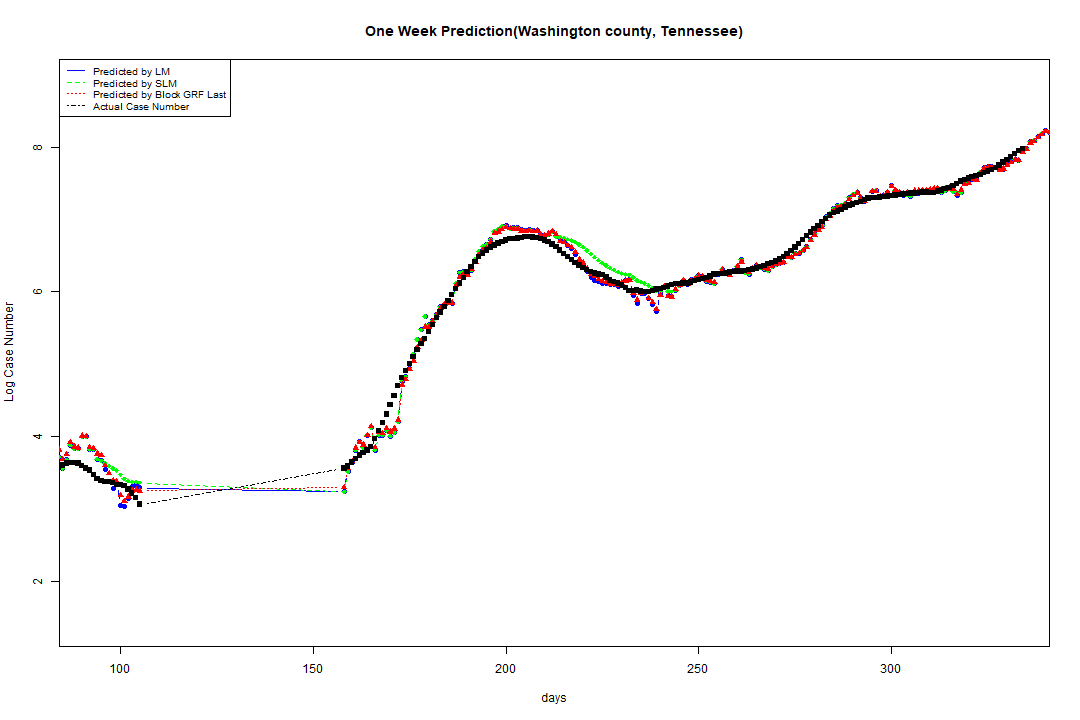 One Week Prediction(Washington county, Tennessee)
Predicted by LM
Predicted by SLM
Predicted by Block GRF Last
Actual Case Number
8
6
4
2
Log Case Number
100 150 200 250 300
days